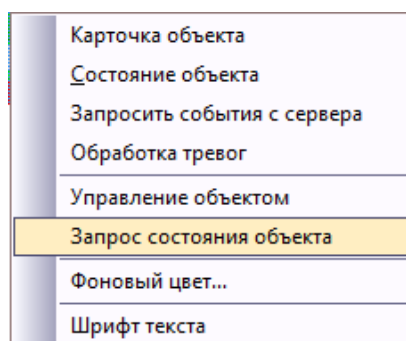 Карточка объекта
Состояние объекта
Запросить события с сервера
Обработка тревог
Управление объектом
Запрос состояния объекта
Фоновый цвет...
Шрифт текста